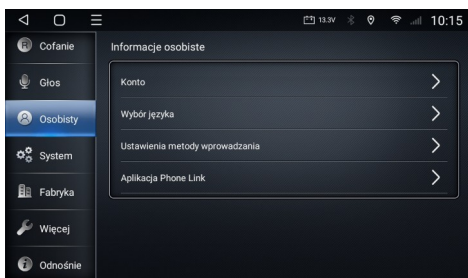 13.3V 10:15
R Cofanie
Głos
Osobisty
System
Fabryka
Więcej
i Odnośnie
Informacje osobiste
Konto
Wybór języka
Ustawienia metody wprowadzania
Aplikacja Phone Link